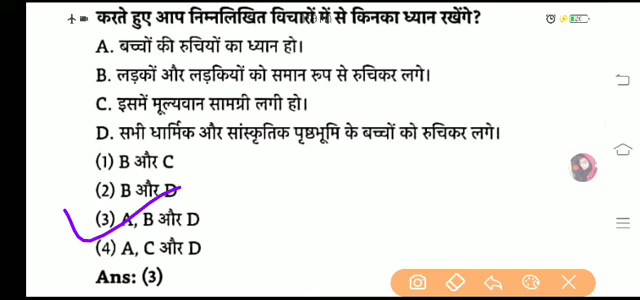 करते हुए आप निम्नलिखित विचारों में से किनका ध्यान रखेंगे?
A. बच्चों की रुचियों का ध्यान हो।
B. लड़कों और लड़कियों को समान रूप से रुचिकर लगे।
C. इसमें मूल्यवान सामग्री लगी हो।
D. सभी धार्मिक और सांस्कृतिक पृष्ठभूमि के बच्चों को रुचिकर लगे।
(1) B और C
(2) B और D
(3) A, B और D
(4) A, C और D
Ans: (3)